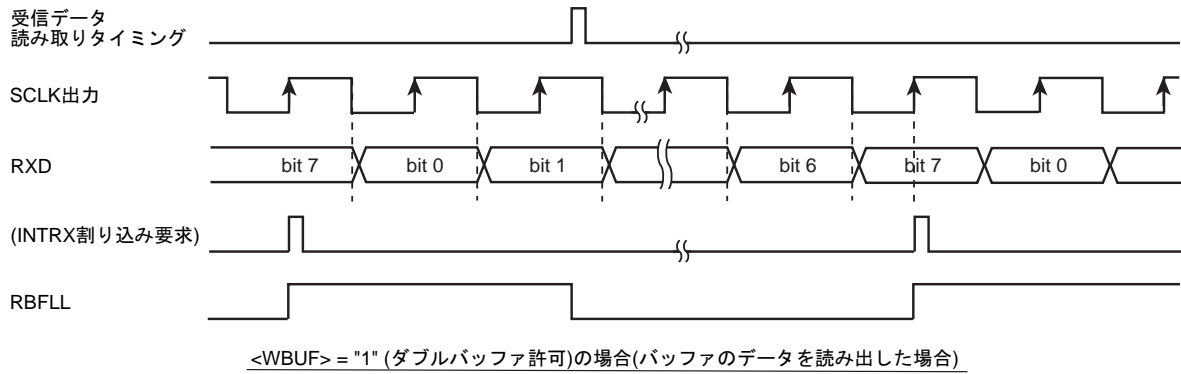 受信データ
読み取りタイミング
SCLK出力
RXD
bit 7 bit 0 bit 1 bit 6 bit 7 bit 0
(INTRX割り込み要求)
RBFLL
<WBUF> = "1" (ダブルバッファ許可)の場合(バッファのデータを読み出した場合)